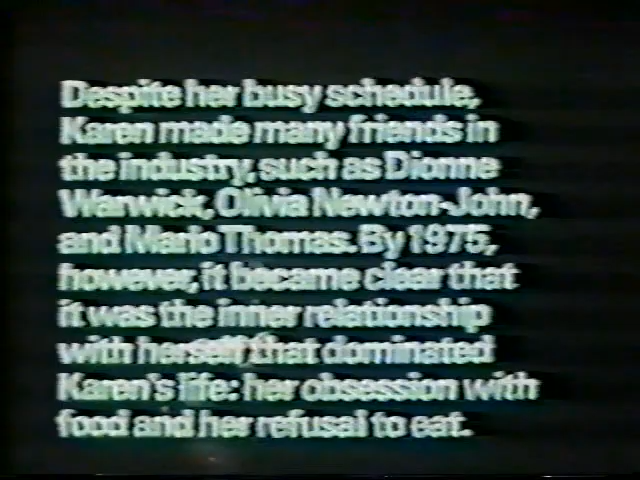 Despite her busy schedule,
Karen made many friends in
the industry, such as Dionne
Warwick, Olivia Newton-John,
and Marlo Thomas. By 1975,
however, it became clear that
it was the inner relationship
with herself that dominated
Karen's life: her obsession with
food and her refusal to eat.